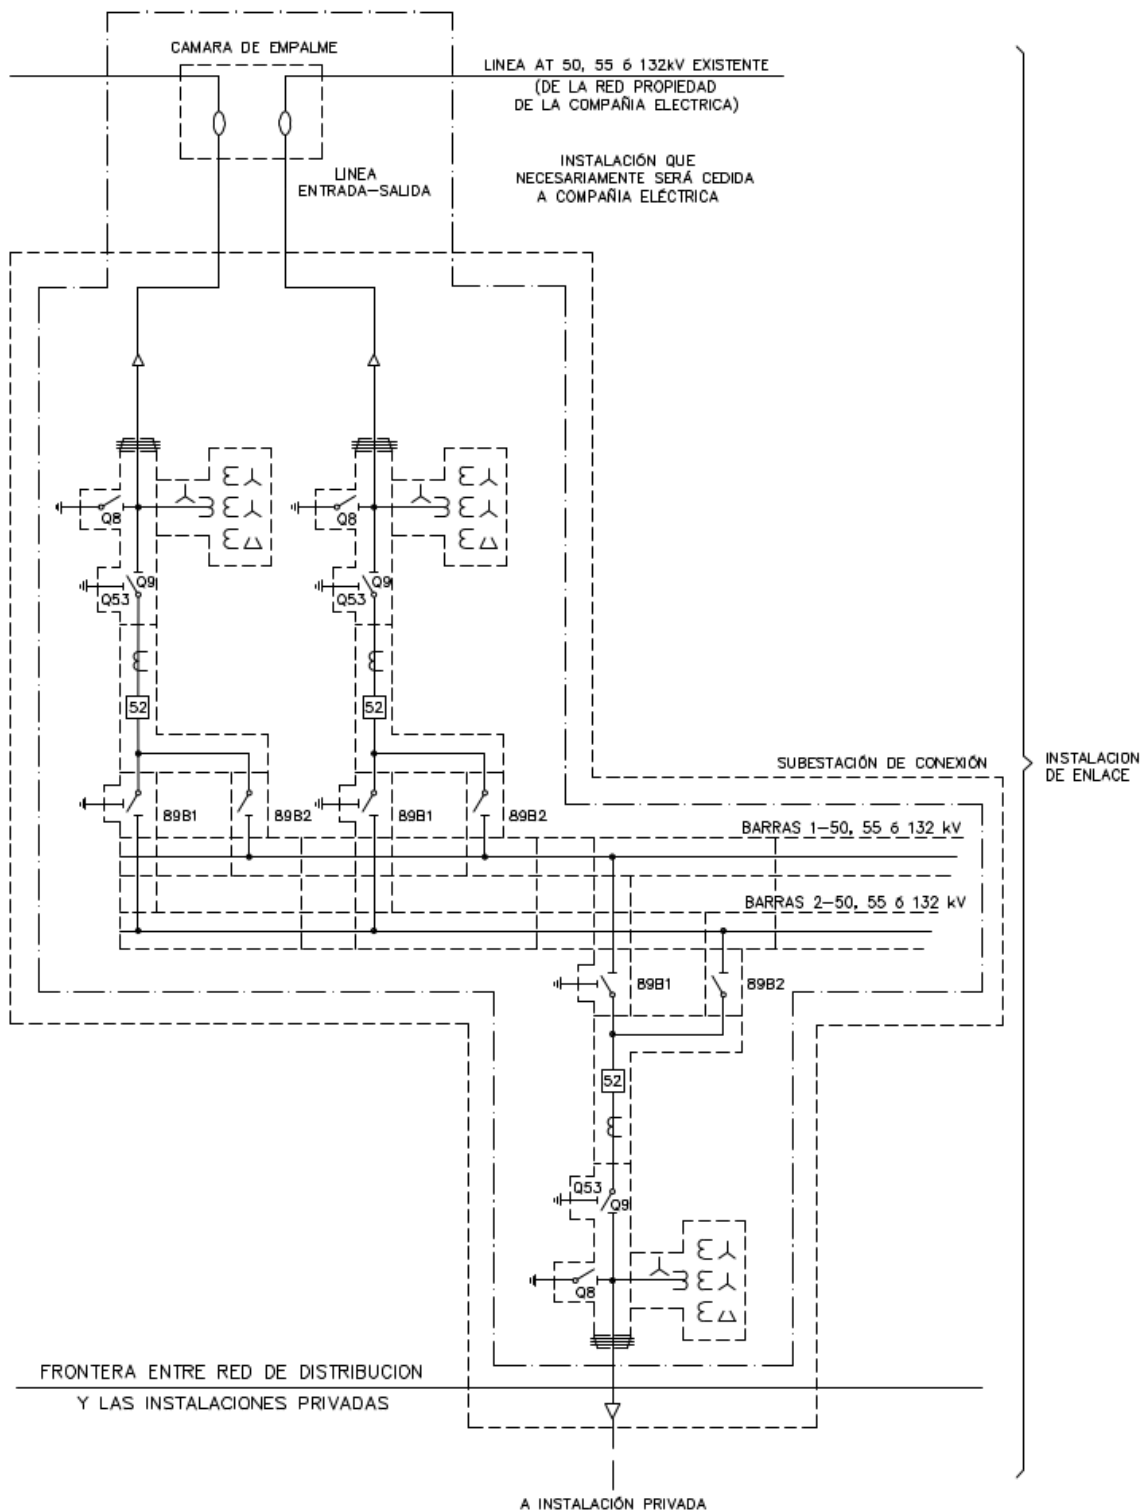 CAMARA DE EMPALME
LINEA AT 50, 55 ó 132kV EXISTENTE
(DE LA RED PROPIEDAD
DE LA COMPAÑIA ELECTRICA)
LINEA
ENTRADA-SALIDA
INSTALACIÓN QUE
NECESARIAMENTE SERÁ CEDIDA
A COMPAÑIA ELÉCTRICA
Q8
Q8
Q9
Q53
Q9
Q53
52
52
SUBESTACIÓN DE CONEXIÓN
INSTALACION
DE ENLACE
89B1
89B2
89B1
89B2
BARRAS 1-50, 55 ó 132 kV
BARRAS 2-50, 55 ó 132 kV
89B1
89B2
52
Q53
Q9
Q8
FRONTERA ENTRE RED DE DISTRIBUCION
Y LAS INSTALACIONES PRIVADAS
A INSTALACIÓN PRIVADA